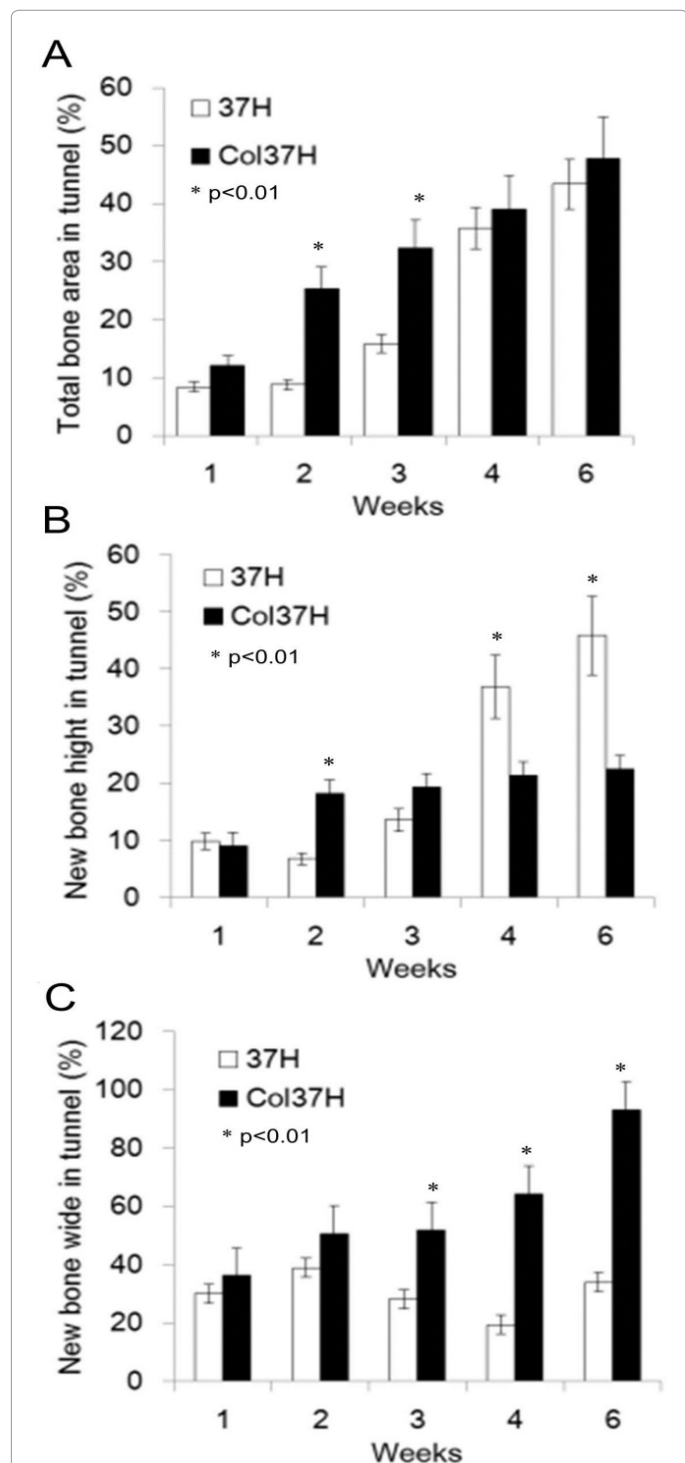 A
Total bone area in tunnel (%)
60
50
40
30
20
10
0
37H
Col37H
* p<0.01
*
*
1 2 3 4 6
Weeks
B
New bone hight in tunnel (%)
60
50
40
30
20
10
0
37H
Col37H
* p<0.01
*
*
*
1 2 3 4 6
Weeks
C
New bone wide in tunnel (%)
120
100
80
60
40
20
0
37H
Col37H
* p<0.01
*
*
*
1 2 3 4 6
Weeks